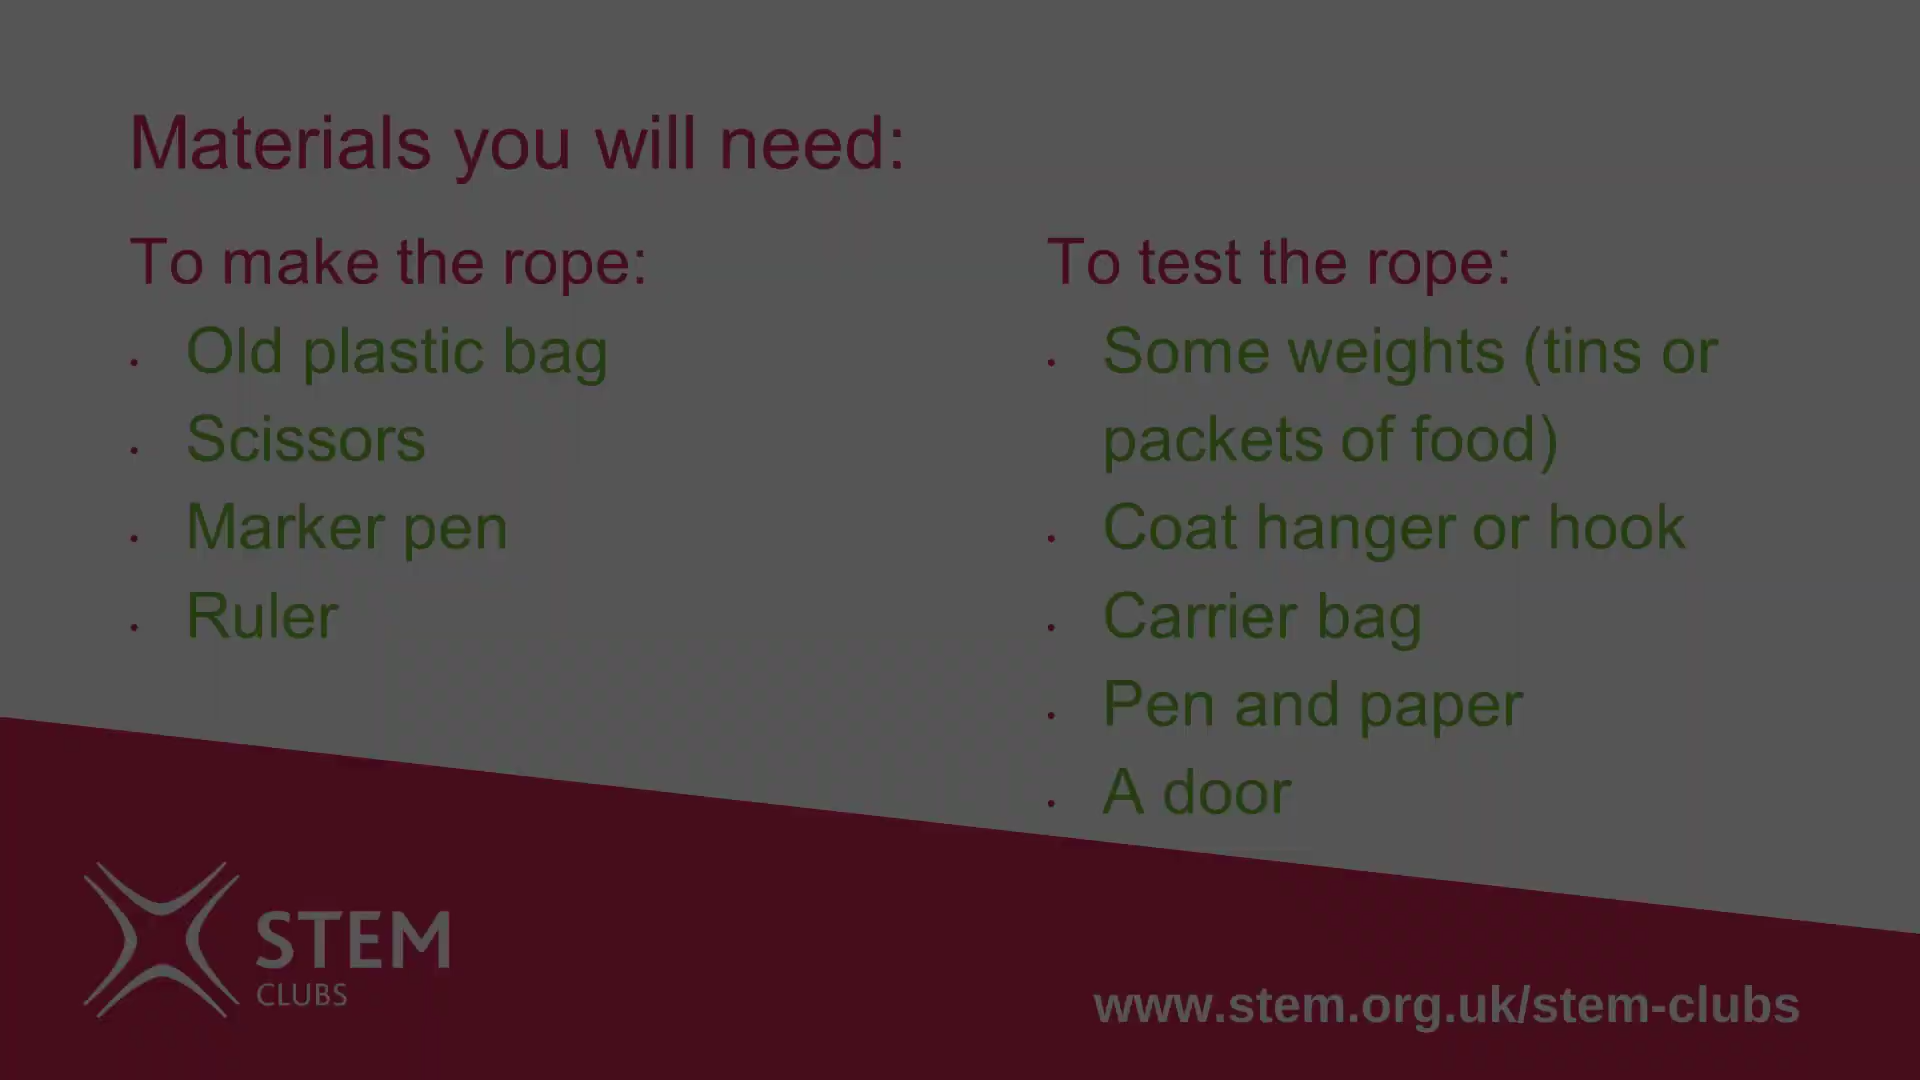 Materials you will need:
To make the rope:
• Old plastic bag
• Scissors
• Marker pen
• Ruler
To test the rope:
• Some weights (tins or
packets of food)
• Coat hanger or hook
• Carrier bag
• Pen and paper
• A door
STEM
CLUBS
www.stem.org.uk/stem-clubs